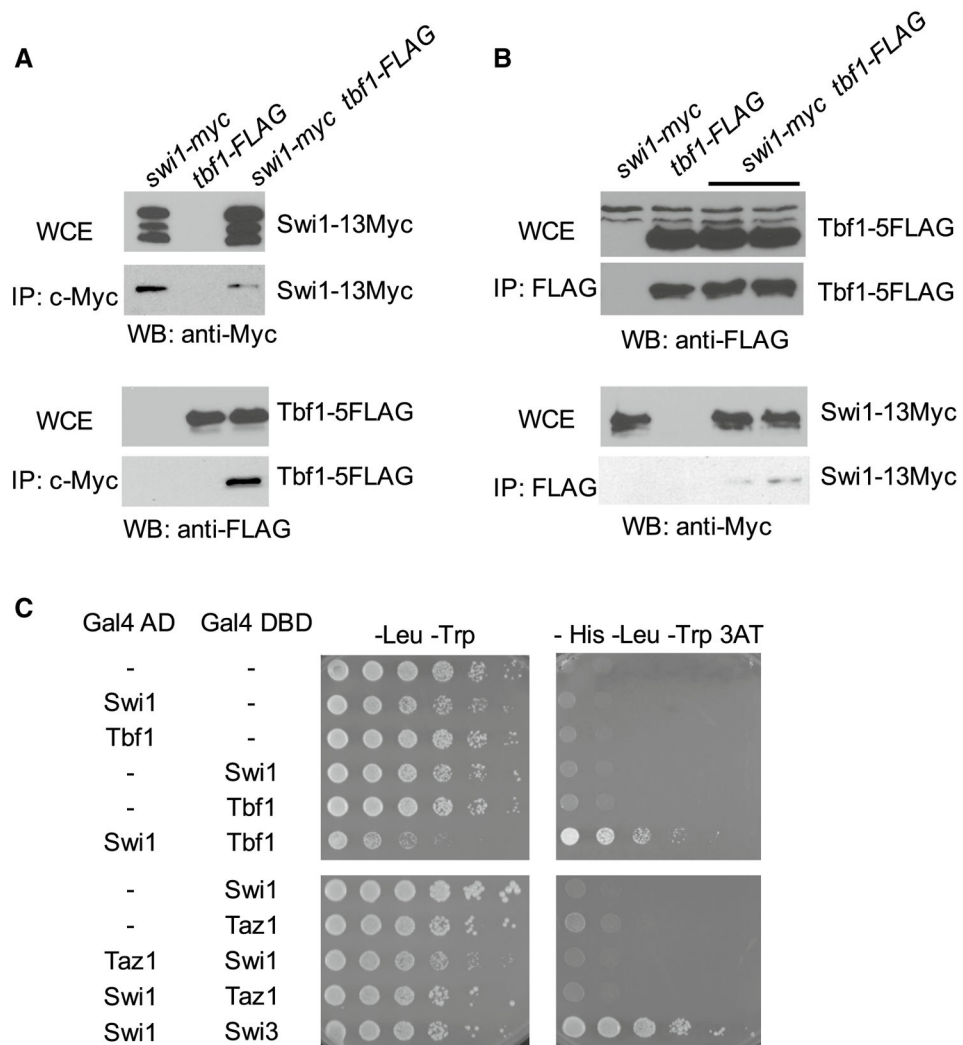 A
swi1-myc
tbf1-FLAG
swi1-myc tbf1-FLAG
WCE
Swi1-13Myc
IP: c-Myc
Swi1-13Myc
WB: anti-Myc
WCE
Tbf1-5FLAG
IP: c-Myc
Tbf1-5FLAG
WB: anti-FLAG
B
swi1-myc
tbf1-FLAG
swi1-myc tbf1-FLAG
WCE
Tbf1-5FLAG
IP: FLAG
Tbf1-5FLAG
WB: anti-FLAG
WCE
Swi1-13Myc
IP: FLAG
Swi1-13Myc
WB: anti-Myc
C
Gal4 AD Gal4 DBD -Leu -Trp - His -Leu -Trp 3AT
- -
Swi1 -
Tbf1 -
- Swi1
- Tbf1
Swi1 Tbf1
- Swi1
- Taz1
Taz1 Swi1
Swi1 Taz1
Swi1 Swi3